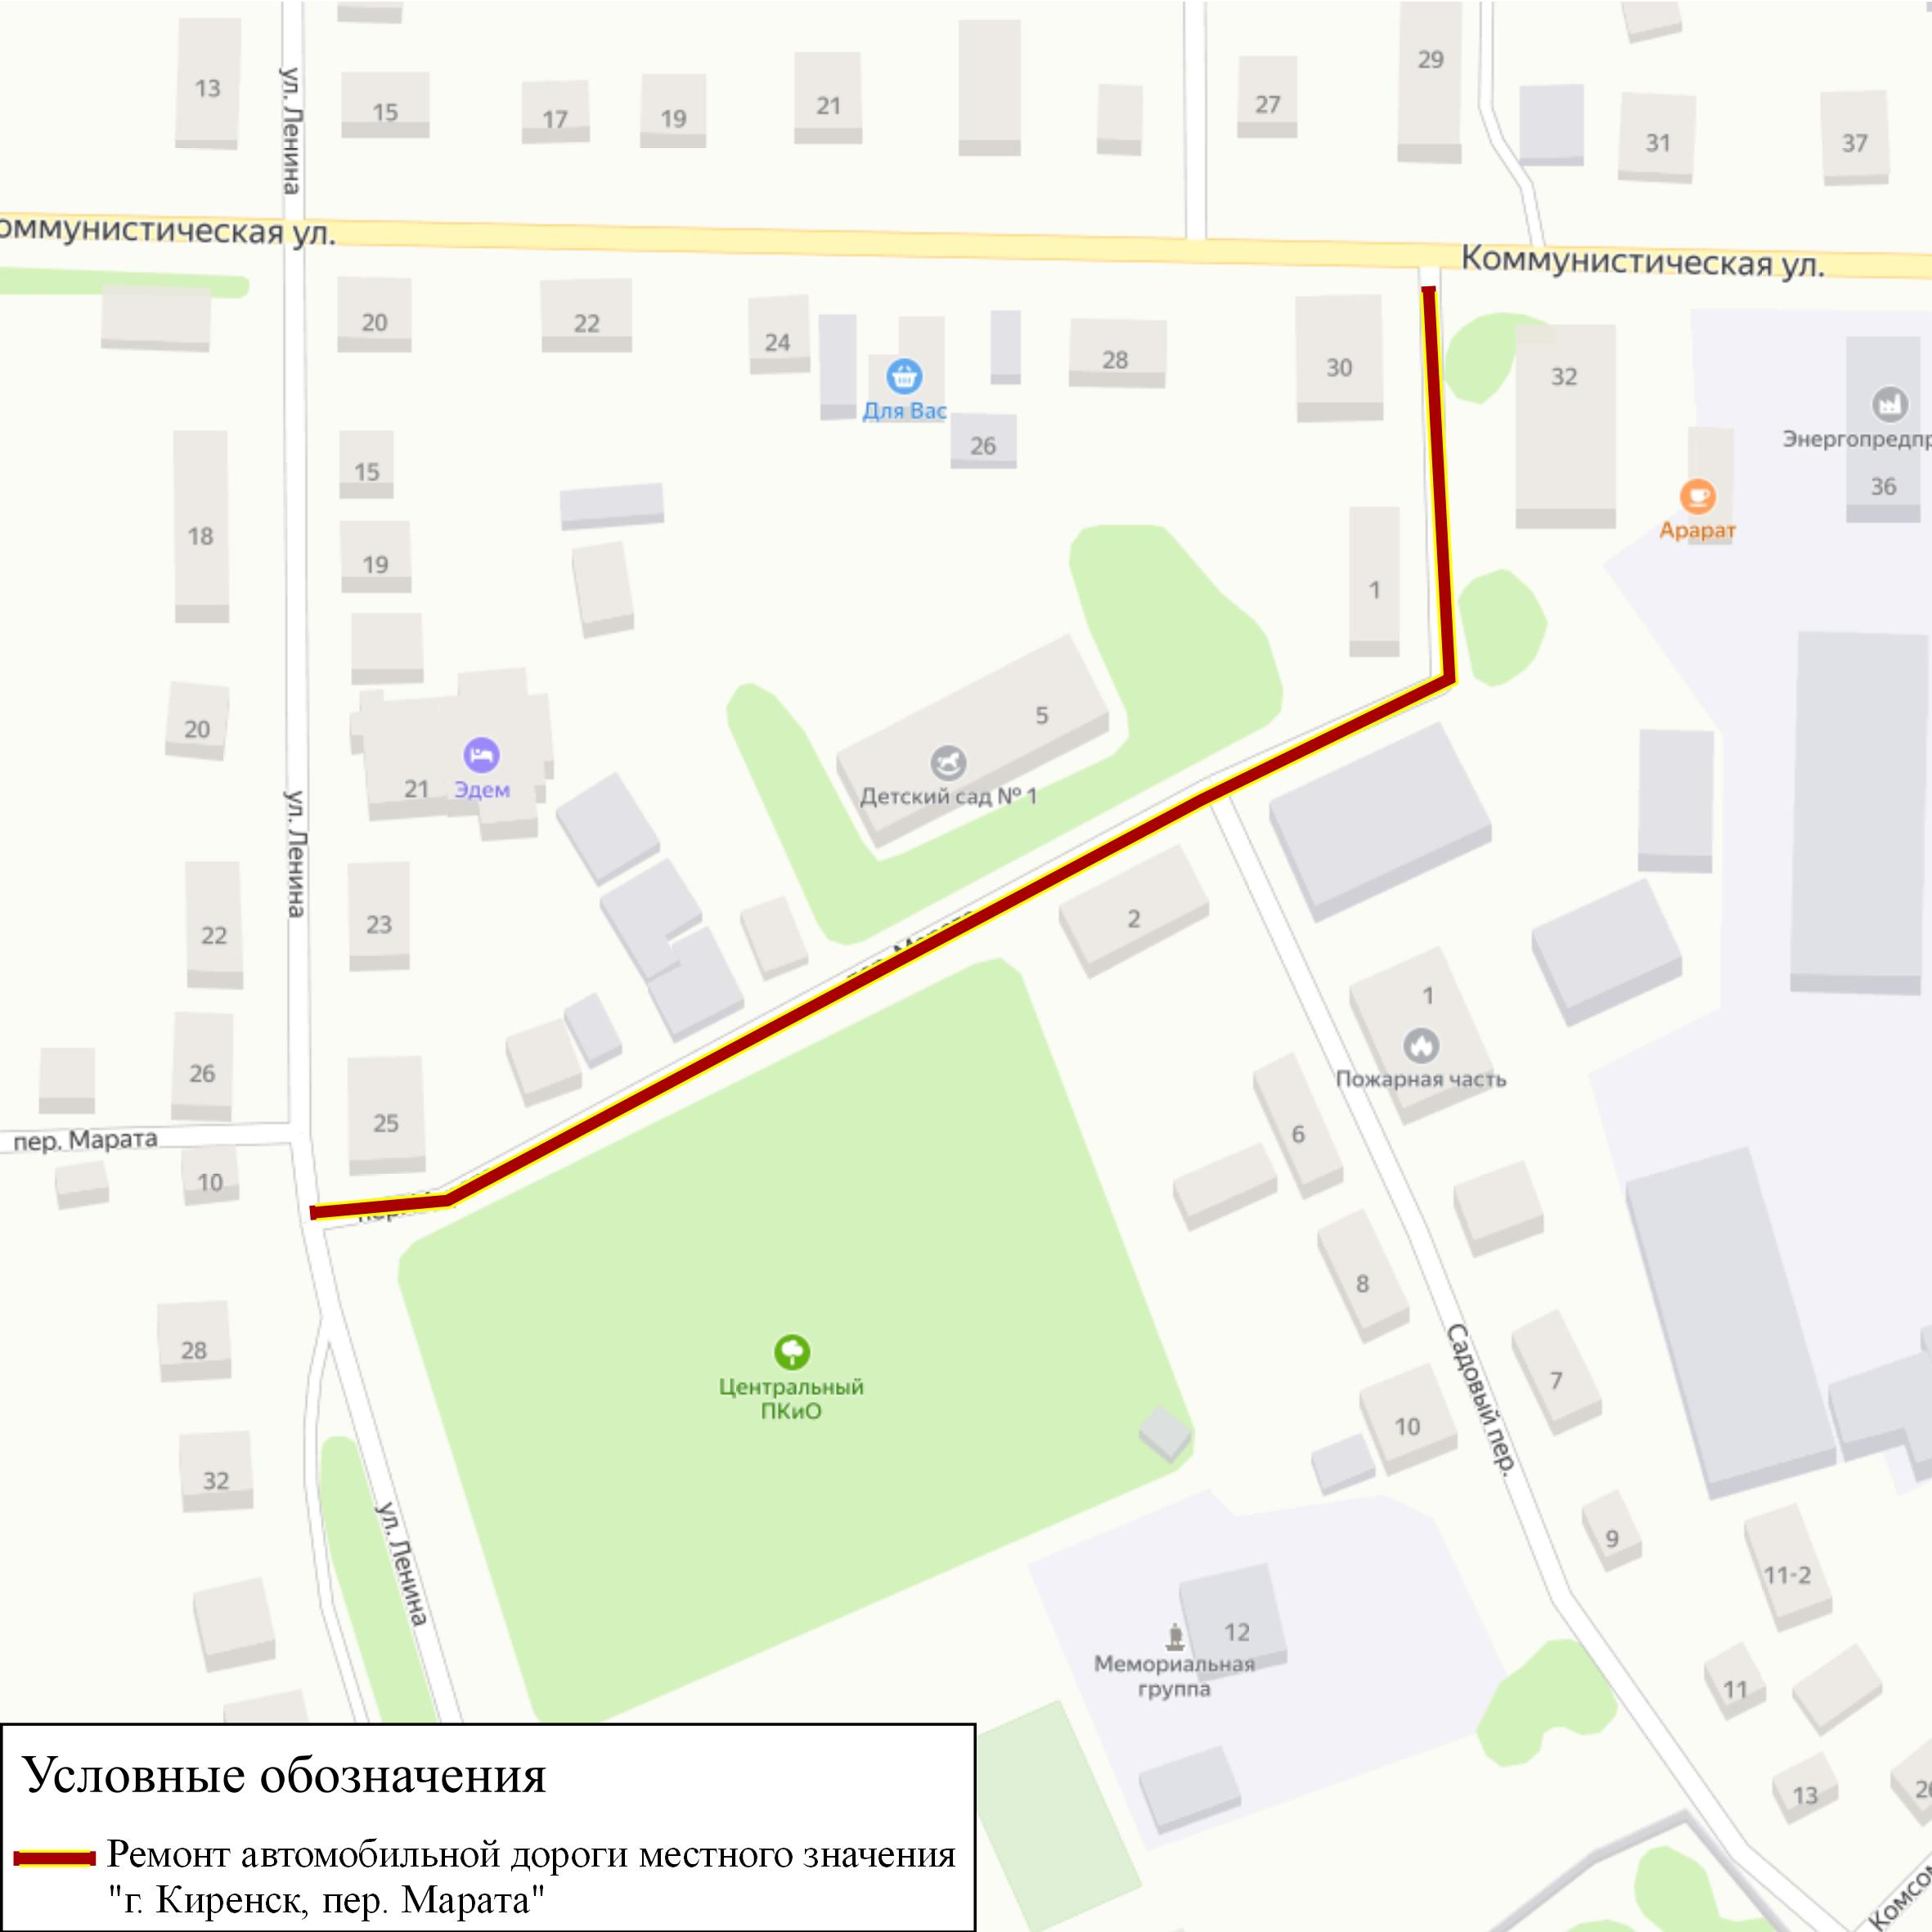 13
15
17
19
21
27
29
31
37
ул. Ленина
оммунистическая ул.
Коммунистическая ул.
20
22
24
28
30
32
Для Вас
26
Энергопредпр
36
Арарат
15
18
19
1
5
Детский сад № 1
20
21
Эдем
ул. Ленина
22
23
2
26
25
1
Пожарная часть
пер. Марата
10
6
8
28
Центральный
ПКиО
Садовый пер.
7
10
32
ул. Ленина
9
11-2
12
Мемориальная
группа
11
13
Комсом
Условные обозначения
Ремонт автомобильной дороги местного значения
"г. Киренск, пер. Марата"